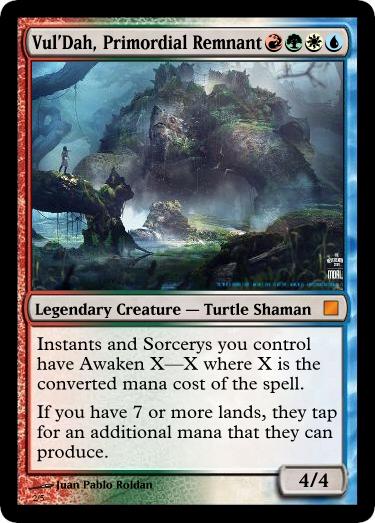 Vul'Dah, Primordial Remnant
Legendary Creature — Turtle Shaman
Instants and Sorcerys you control
have Awaken X—X where X is the
converted mana cost of the spell.
If you have 7 or more lands, they tap
for an additional mana that they can
produce.
4/4
Juan Pablo Roldan
2/5